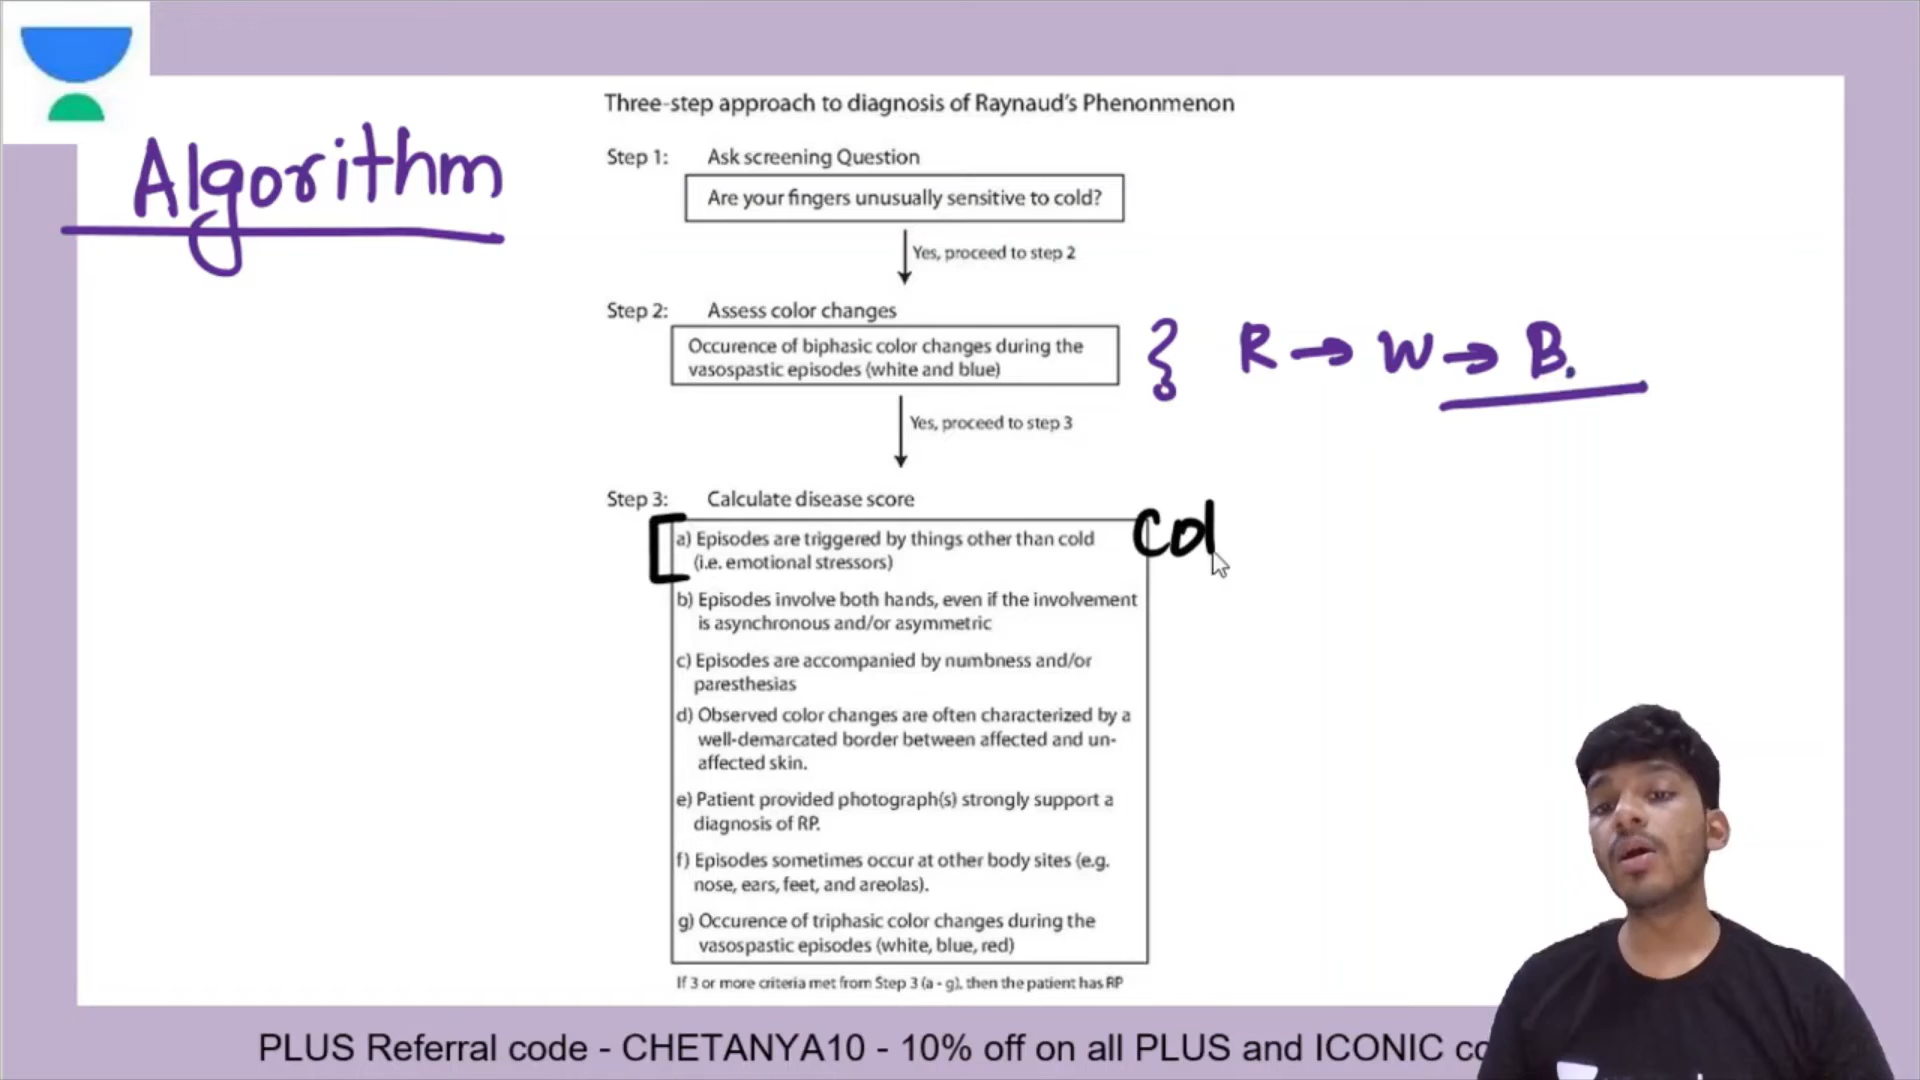 Algorithm
Three-step approach to diagnosis of Raynaud's Phenonmenon
Step 1: Ask screening Question
Are your fingers unusually sensitive to cold?
Yes, proceed to step 2
Step 2: Assess color changes
Occurence of biphasic color changes during the
vasospastic episodes (white and blue)
} R → W → B.
Yes, proceed to step 3
Step 3: Calculate disease score
a) Episodes are triggered by things other than cold
(i.e. emotional stressors)
Col
b) Episodes involve both hands, even if the involvement
is asynchronous and/or asymmetric
c) Episodes are accompanied by numbness and/or
paresthesias
d) Observed color changes are often characterized by a
well-demarcated border between affected and un-
affected skin.
e) Patient provided photograph(s) strongly support a
diagnosis of RP.
f) Episodes sometimes occur at other body sites (e.g.
nose, ears, feet, and areolas).
g) Occurence of triphasic color changes during the
vasospastic episodes (white, blue, red)
If 3 or more criteria met from Step 3 (a - g), then the patient has RP
PLUS Referral code - CHETANYA10 - 10% off on all PLUS and ICONIC